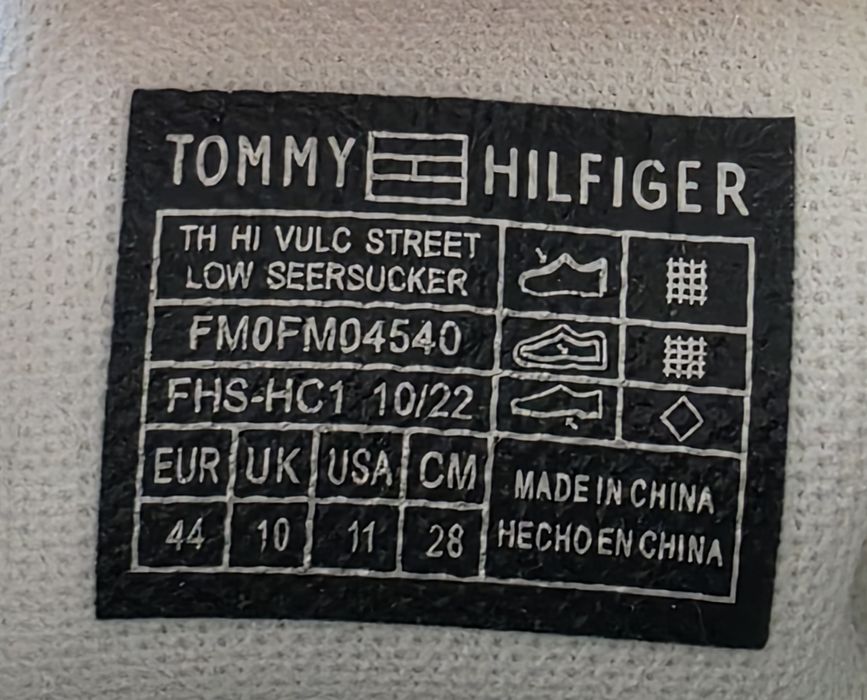 TOMMY HILFIGER
TH HI VULC STREET
LOW SEERSUCKER
FM0FM04540
FHS-HC1 10/22
EUR UK USA CM
44 10 11 28
MADE IN CHINA
HECHO EN CHINA